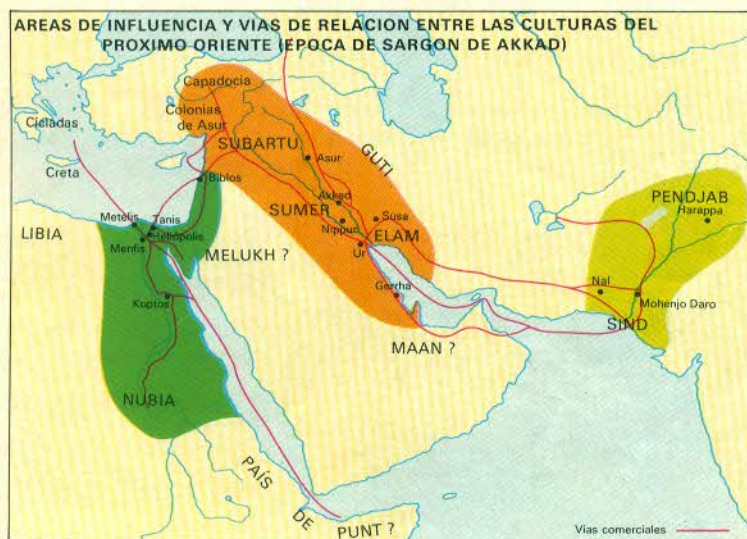 AREAS DE INFLUENCIA Y VIAS DE RELACION ENTRE LAS CULTURAS DEL
PROXIMO ORIENTE (EPOCA DE SARGON DE AKKAD)
Capadocia
Colonias
de Asur
Cicladas
SUBARTU
GUTI
Asur
Creta
Biblos
PENDJAB
Harappa
Akkad
SUMER
Susa
Nippur
ELAM
Ur
LIBIA
Metelis
Tanis
Heliópolis
Menfis
MELUKH ?
Gerrha
Nal
Mohenjo Daro
Koptos
SIND
MAAN ?
NUBIA
PAÍS
DE
PUNT ?
Vias comerciales